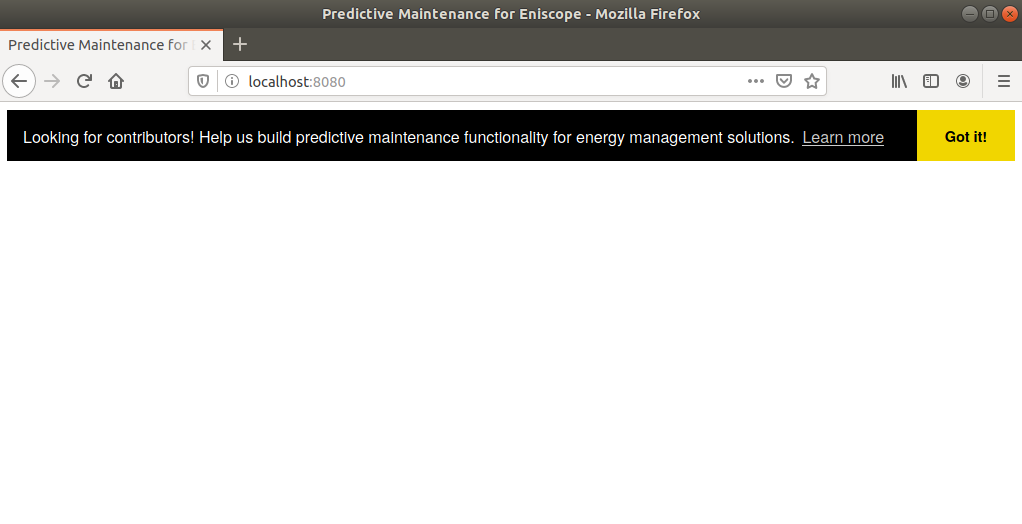 Predictive Maintenance for Eniscope - Mozilla Firefox
Predictive Maintenance for
localhost:8080
Looking for contributors! Help us build predictive maintenance functionality for energy management solutions. Learn more
Got it!